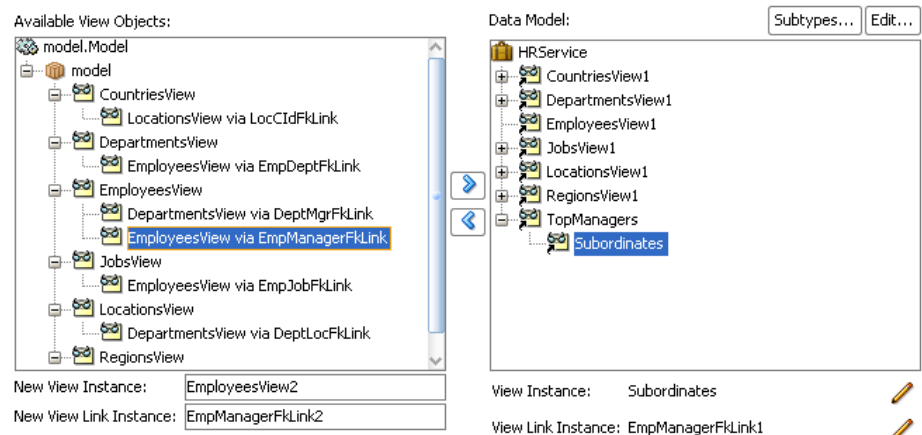 Available View Objects:
model.Model
model
CountriesView
LocationsView via LocCIdFkLink
DepartmentsView
EmployeesView via EmpDeptFkLink
EmployeesView
DepartmentsView via DeptMgrFkLink
EmployeesView via EmpManagerFkLink
JobsView
EmployeesView via EmpJobFkLink
LocationsView
DepartmentsView via DeptLocFkLink
RegionsView
New View Instance: EmployeesView2
New View Link Instance: EmpManagerFkLink2
Data Model: Subtypes... Edit...
HRService
CountriesView1
DepartmentsView1
EmployeesView1
JobsView1
LocationsView1
RegionsView1
TopManagers
Subordinates
View Instance: Subordinates
View Link Instance: EmpManagerFkLink1